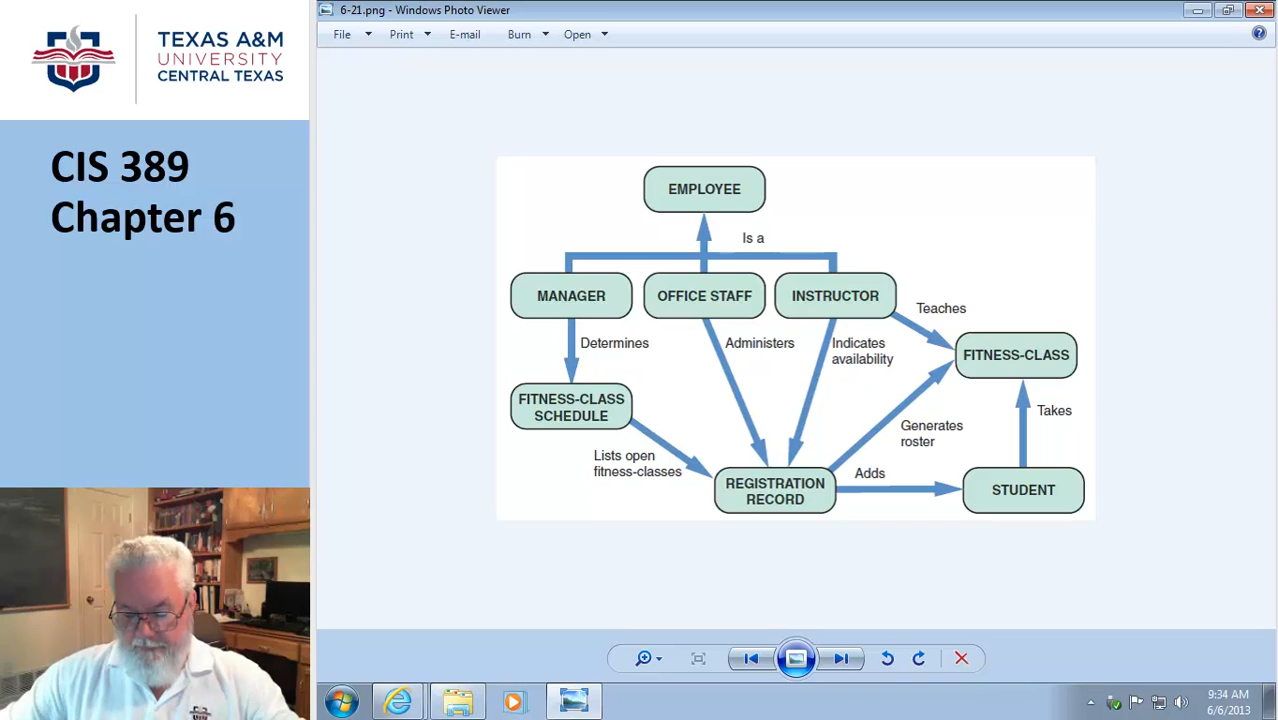 TEXAS A&M
UNIVERSITY
CENTRAL TEXAS
CIS 389
Chapter 6
6-21.png - Windows Photo Viewer
File Print E-mail Burn Open
EMPLOYEE
Is a
MANAGER
OFFICE STAFF
INSTRUCTOR
Teaches
Determines
Administers
Indicates
availability
FITNESS-CLASS
FITNESS-CLASS
SCHEDULE
Takes
Generates
roster
Lists open
fitness-classes
REGISTRATION
RECORD
Adds
STUDENT
9:34 AM
6/6/2013